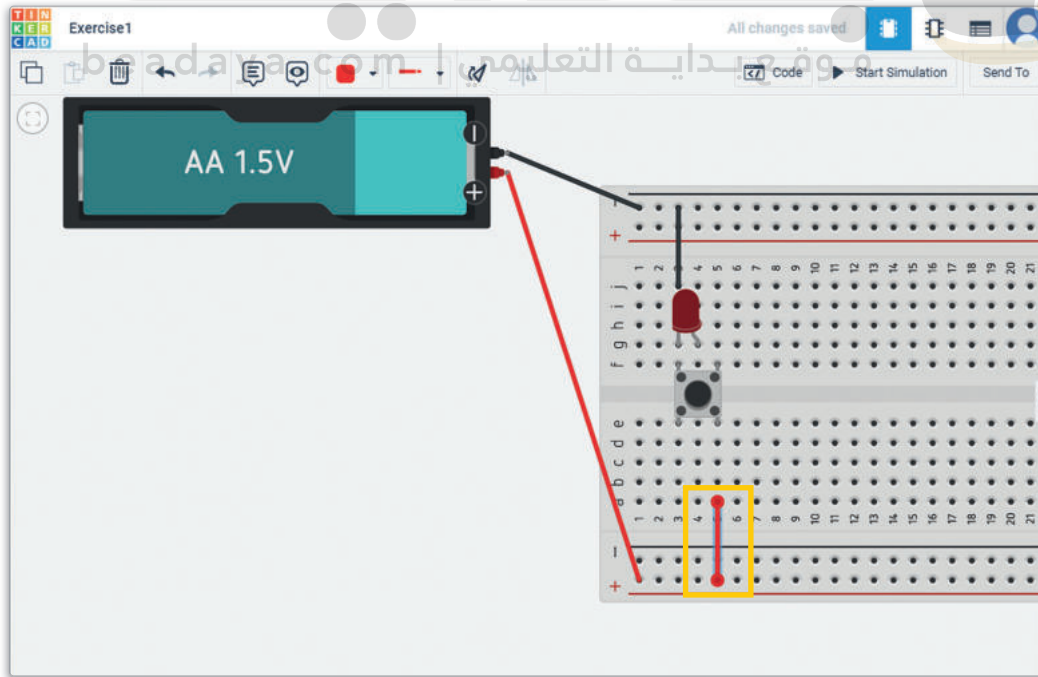 TIN
KER
CAD
Exercise1
All changes saved
beadaya.com | موقع بداية التعليمي
Code
Start Simulation
Send To
AA 1.5V
-
+
1 2 3 4 5 6 7 8 9 10 11 12 13 14 15 16 17 18 19 20 21
j
i
h
g
f
e
d
c
b
a
1 2 3 4 5 6 7 8 9 10 11 12 13 14 15 16 17 18 19 20 21
-
+